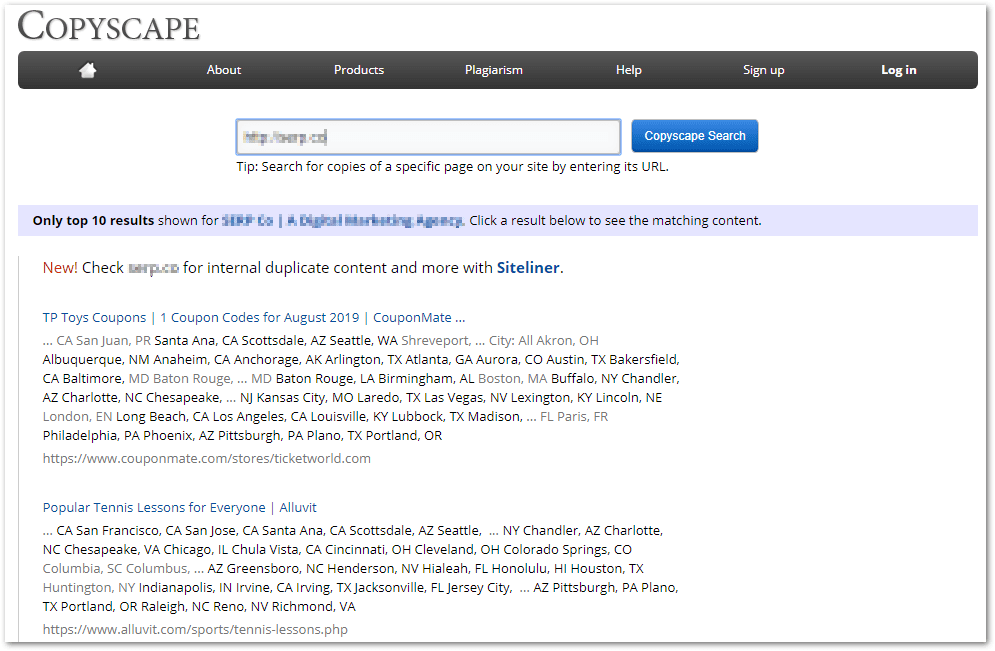 COPYSCAPE
About Products Plagiarism Help Sign up Log in
Copyscape Search
Tip: Search for copies of a specific page on your site by entering its URL.
Only top 10 results shown for SERP Co | A Digital Marketing Agency. Click a result below to see the matching content.
New! Check serp.co for internal duplicate content and more with Siteliner.
TP Toys Coupons | 1 Coupon Codes for August 2019 | CouponMate ...
... CA San Juan, PR Santa Ana, CA Scottsdale, AZ Seattle, WA Shreveport, ... City: All Akron, OH
Albuquerque, NM Anaheim, CA Anchorage, AK Arlington, TX Atlanta, GA Aurora, CO Austin, TX Bakersfield,
CA Baltimore, MD Baton Rouge, ... MD Baton Rouge, LA Birmingham, AL Boston, MA Buffalo, NY Chandler,
AZ Charlotte, NC Chesapeake, ... NJ Kansas City, MO Laredo, TX Las Vegas, NV Lexington, KY Lincoln, NE
London, EN Long Beach, CA Los Angeles, CA Louisville, KY Lubbock, TX Madison, ... FL Paris, FR
Philadelphia, PA Phoenix, AZ Pittsburgh, PA Plano, TX Portland, OR
https://www.couponmate.com/stores/ticketworld.com
Popular Tennis Lessons for Everyone | Alluvit
... CA San Francisco, CA San Jose, CA Santa Ana, CA Scottsdale, AZ Seattle, ... NY Chandler, AZ Charlotte,
NC Chesapeake, VA Chicago, IL Chula Vista, CA Cincinnati, OH Cleveland, OH Colorado Springs, CO
Columbia, SC Columbus, ... AZ Greensboro, NC Henderson, NV Hialeah, FL Honolulu, HI Houston, TX
Huntington, NY Indianapolis, IN Irvine, CA Irving, TX Jacksonville, FL Jersey City, ... AZ Pittsburgh, PA Plano,
TX Portland, OR Raleigh, NC Reno, NV Richmond, VA
https://www.alluvit.com/sports/tennis-lessons.php